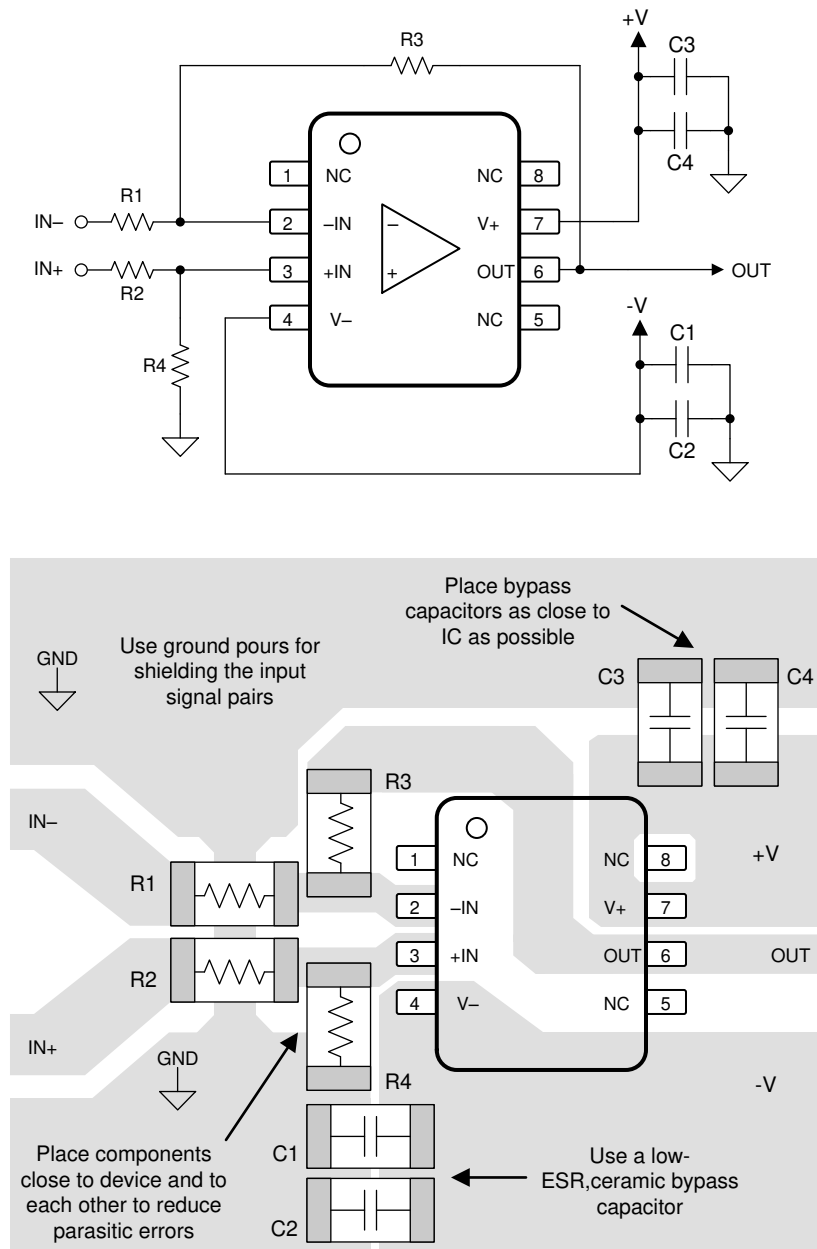 +V
R3
C3
C4
1 NC
NC 8
R1
IN–
2 –IN
–
V+ 7
IN+
R2
3 +IN
+
OUT 6
OUT
4 V–
NC 5
-V
C1
R4
C2
Place bypass
capacitors as close to
IC as possible
Use ground pours for
shielding the input
signal pairs
GND
C3
C4
R3
IN–
1 NC
NC 8
+V
R1
2 –IN
V+ 7
3 +IN
OUT 6
OUT
R2
4 V–
NC 5
IN+
GND
R4
-V
Place components
close to device and to
each other to reduce
parasitic errors
C1
C2
Use a low-
ESR,ceramic bypass
capacitor